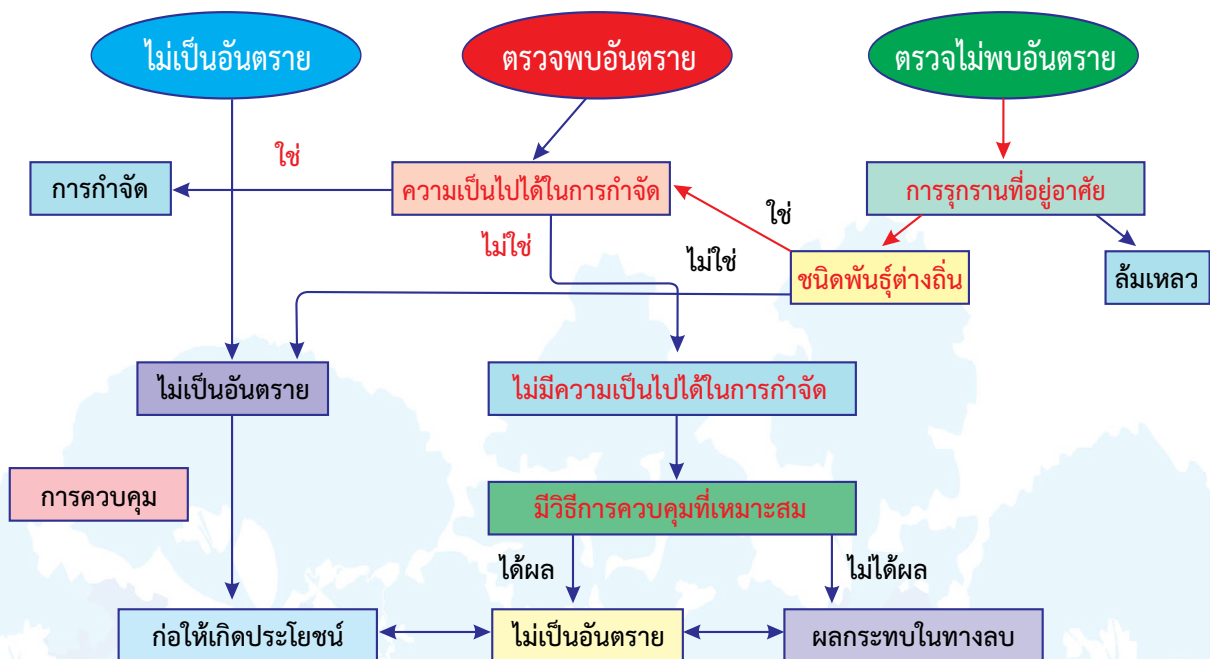 ไม่เป็นอันตราย
ตรวจพบอันตราย
ตรวจไม่พบอันตราย
ใช่
การกำจัด
ความเป็นไปได้ในการกำจัด
การรุกรานที่อยู่อาศัย
ใช่
ไม่ใช่
ไม่ใช่
ชนิดพันธุ์ต่างถิ่น
ล้มเหลว
ไม่เป็นอันตราย
ไม่มีความเป็นไปได้ในการกำจัด
การควบคุม
มีวิธีการควบคุมที่เหมาะสม
ได้ผล
ไม่ได้ผล
ก่อให้เกิดประโยชน์
ไม่เป็นอันตราย
ผลกระทบในทางลบ